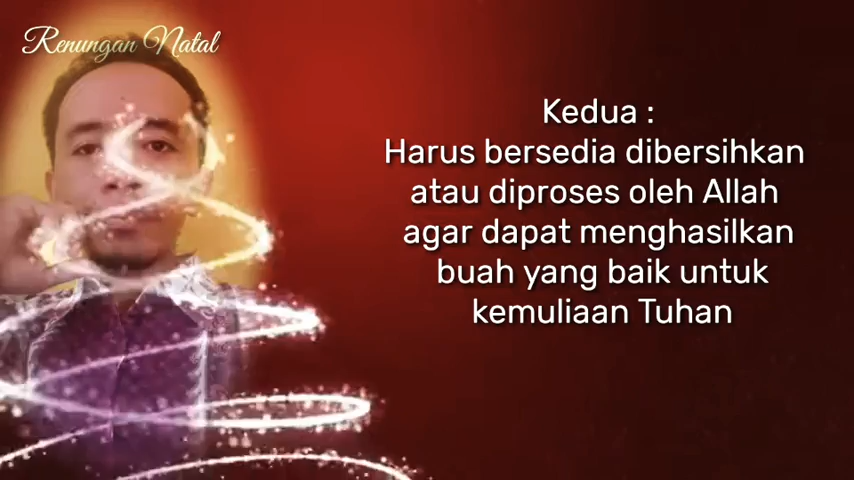 Renungan Natal
Kedua :
Harus bersedia dibersihkan
atau diproses oleh Allah
agar dapat menghasilkan
buah yang baik untuk
kemuliaan Tuhan